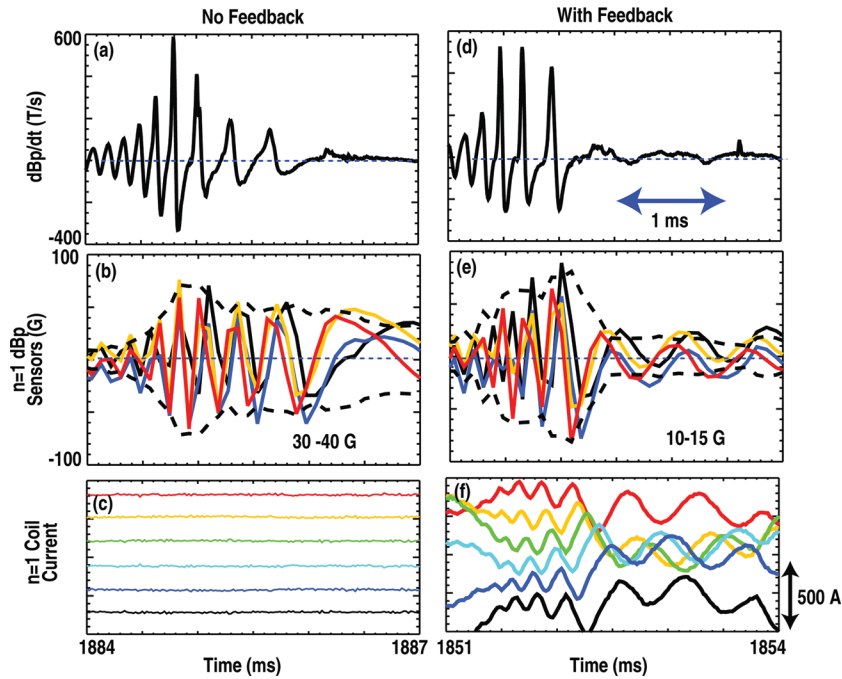 No Feedback
With Feedback
(a)
600
dBp/dt (T/s)
-400
(d)
1 ms
(b)
100
n=1 dBp
Sensors (G)
-100
30 -40 G
(e)
10-15 G
(c)
n=1 Coil
Current
(f)
500 A
1884
1887
Time (ms)
1851
1854
Time (ms)